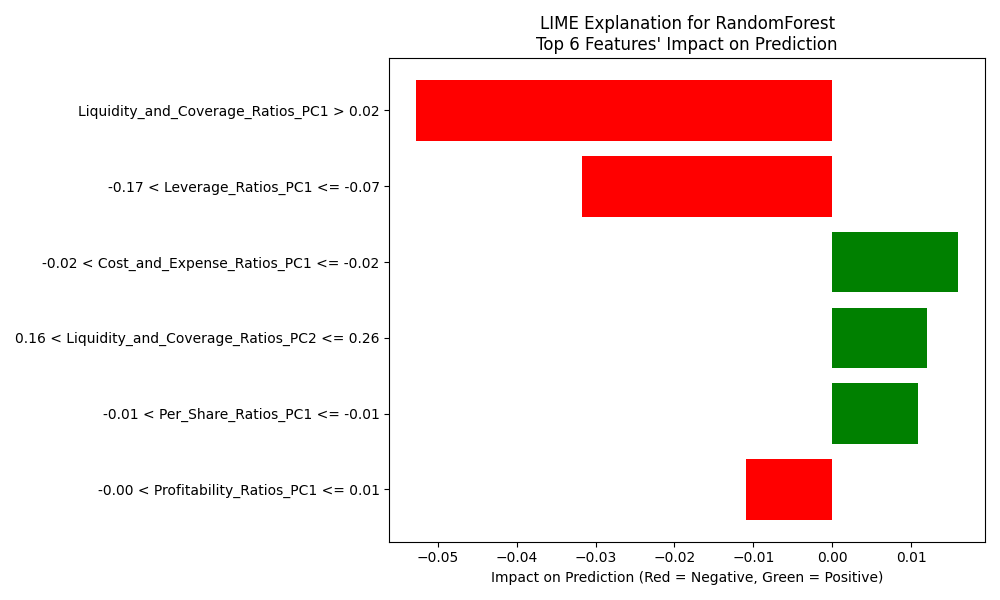 LIME Explanation for RandomForest
Top 6 Features' Impact on Prediction
Liquidity_and_Coverage_Ratios_PC1 > 0.02
-0.17 < Leverage_Ratios_PC1 <= -0.07
-0.02 < Cost_and_Expense_Ratios_PC1 <= -0.02
0.16 < Liquidity_and_Coverage_Ratios_PC2 <= 0.26
-0.01 < Per_Share_Ratios_PC1 <= -0.01
-0.00 < Profitability_Ratios_PC1 <= 0.01
−0.05 −0.04 −0.03 −0.02 −0.01 0.00 0.01
Impact on Prediction (Red = Negative, Green = Positive)